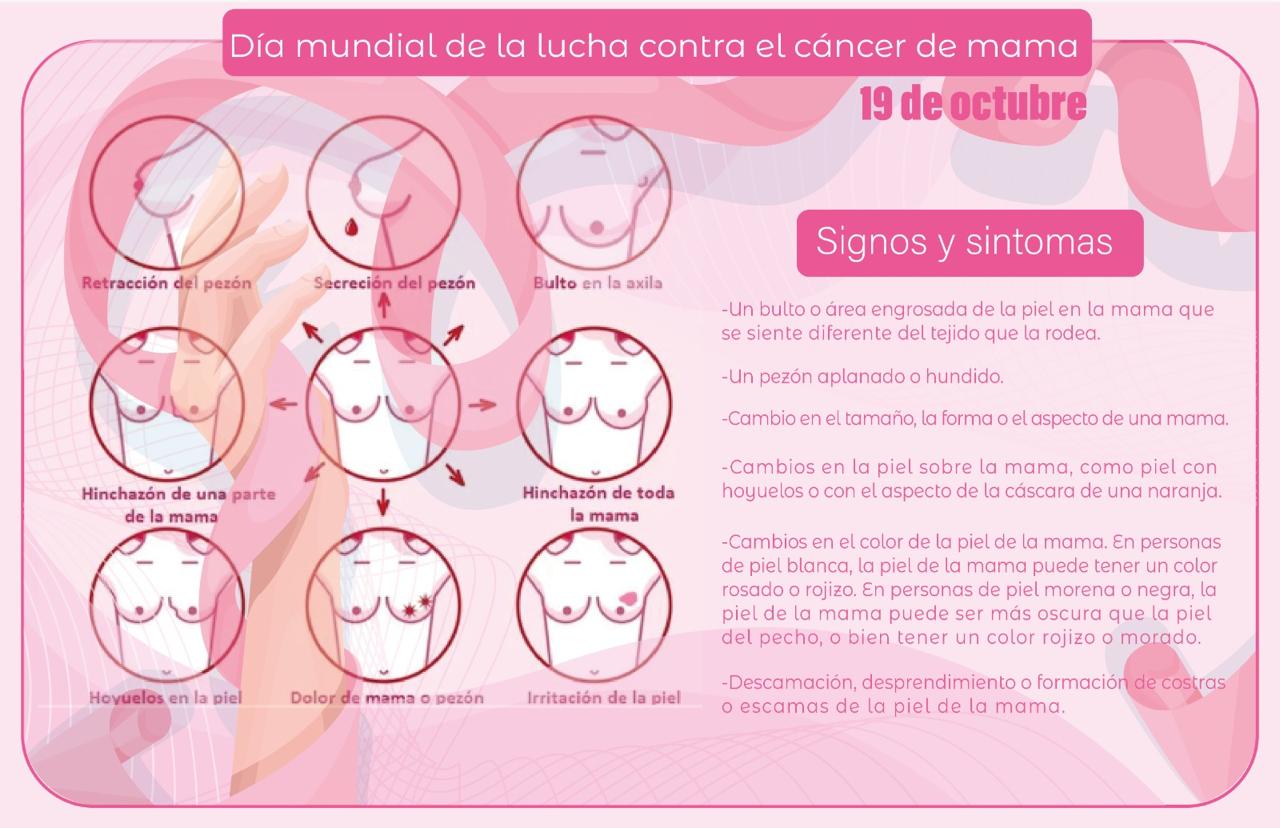 Día mundial de la lucha contra el cáncer de mama
19 de octubre
Retracción del pezón
Secreción del pezón
Bulto en la axila
Hinchazón de una parte
de la mama
Hinchazón de toda
la mama
Hoyuelos en la piel
Dolor de mama o pezón
Irritación de la piel
Signos y sintomas
-Un bulto o área engrosada de la piel en la mama que
se siente diferente del tejido que la rodea.
-Un pezón aplanado o hundido.
-Cambio en el tamaño, la forma o el aspecto de una mama.
-Cambios en la piel sobre la mama, como piel con
hoyuelos o con el aspecto de la cáscara de una naranja.
-Cambios en el color de la piel de la mama. En personas
de piel blanca, la piel de la mama puede tener un color
rosado o rojizo. En personas de piel morena o negra, la
piel de la mama puede ser más oscura que la piel
del pecho, o bien tener un color rojizo o morado.
-Descamación, desprendimiento o formación de costras
o escamas de la piel de la mama.